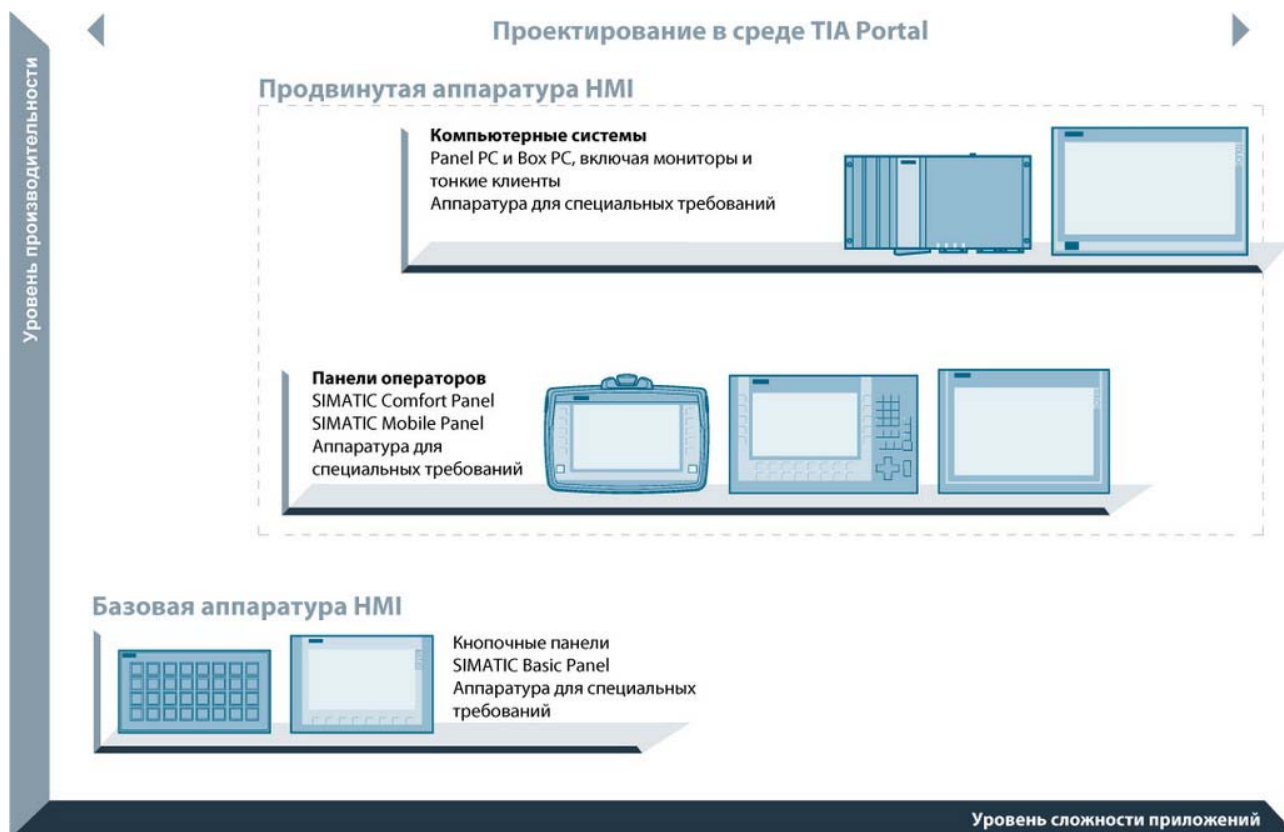 Проектирование в среде TIA Portal
Уровень производительности
Продвинутая аппаратура HMI
Компьютерные системы
Panel PC и Box PC, включая мониторы и
тонкие клиенты
Аппаратура для специальных требований
Панели операторов
SIMATIC Comfort Panel
SIMATIC Mobile Panel
Аппаратура для
специальных требований
Базовая аппаратура HMI
Кнопочные панели
SIMATIC Basic Panel
Аппаратура для специальных
требований
Уровень сложности приложений